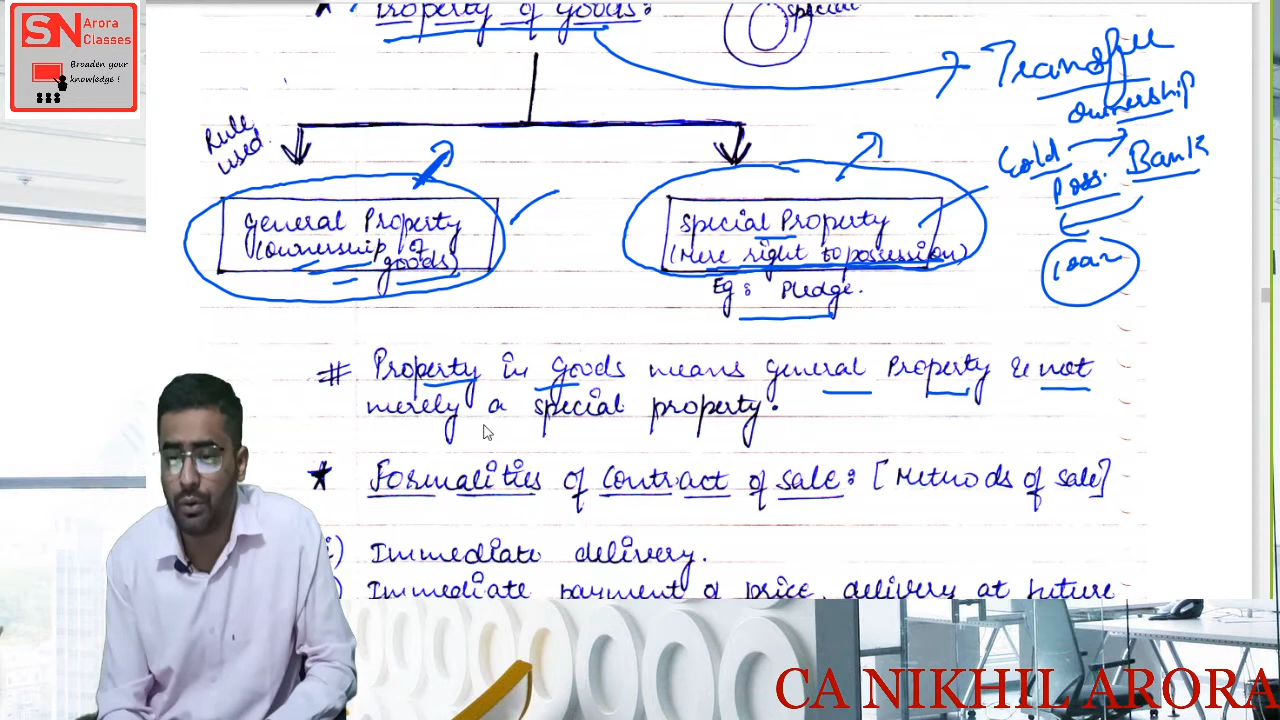 SN Arora
Classes
Broaden your
knowledge !
* Property of Goods:
special
Transfer
ownership
Rule
used.
Gold
Bank
Poss.
Loan
General Property
(ownership of
goods)
Special Property
(Mere right to possession)
Eg: Pledge.
# Property in Goods means general Property & not
merely a special property.
* Formalities of contract of sale: [Methods of sale]
i) Immediate delivery.
) Immediate payment of price, delivery at future
CA NIKHIL ARORA